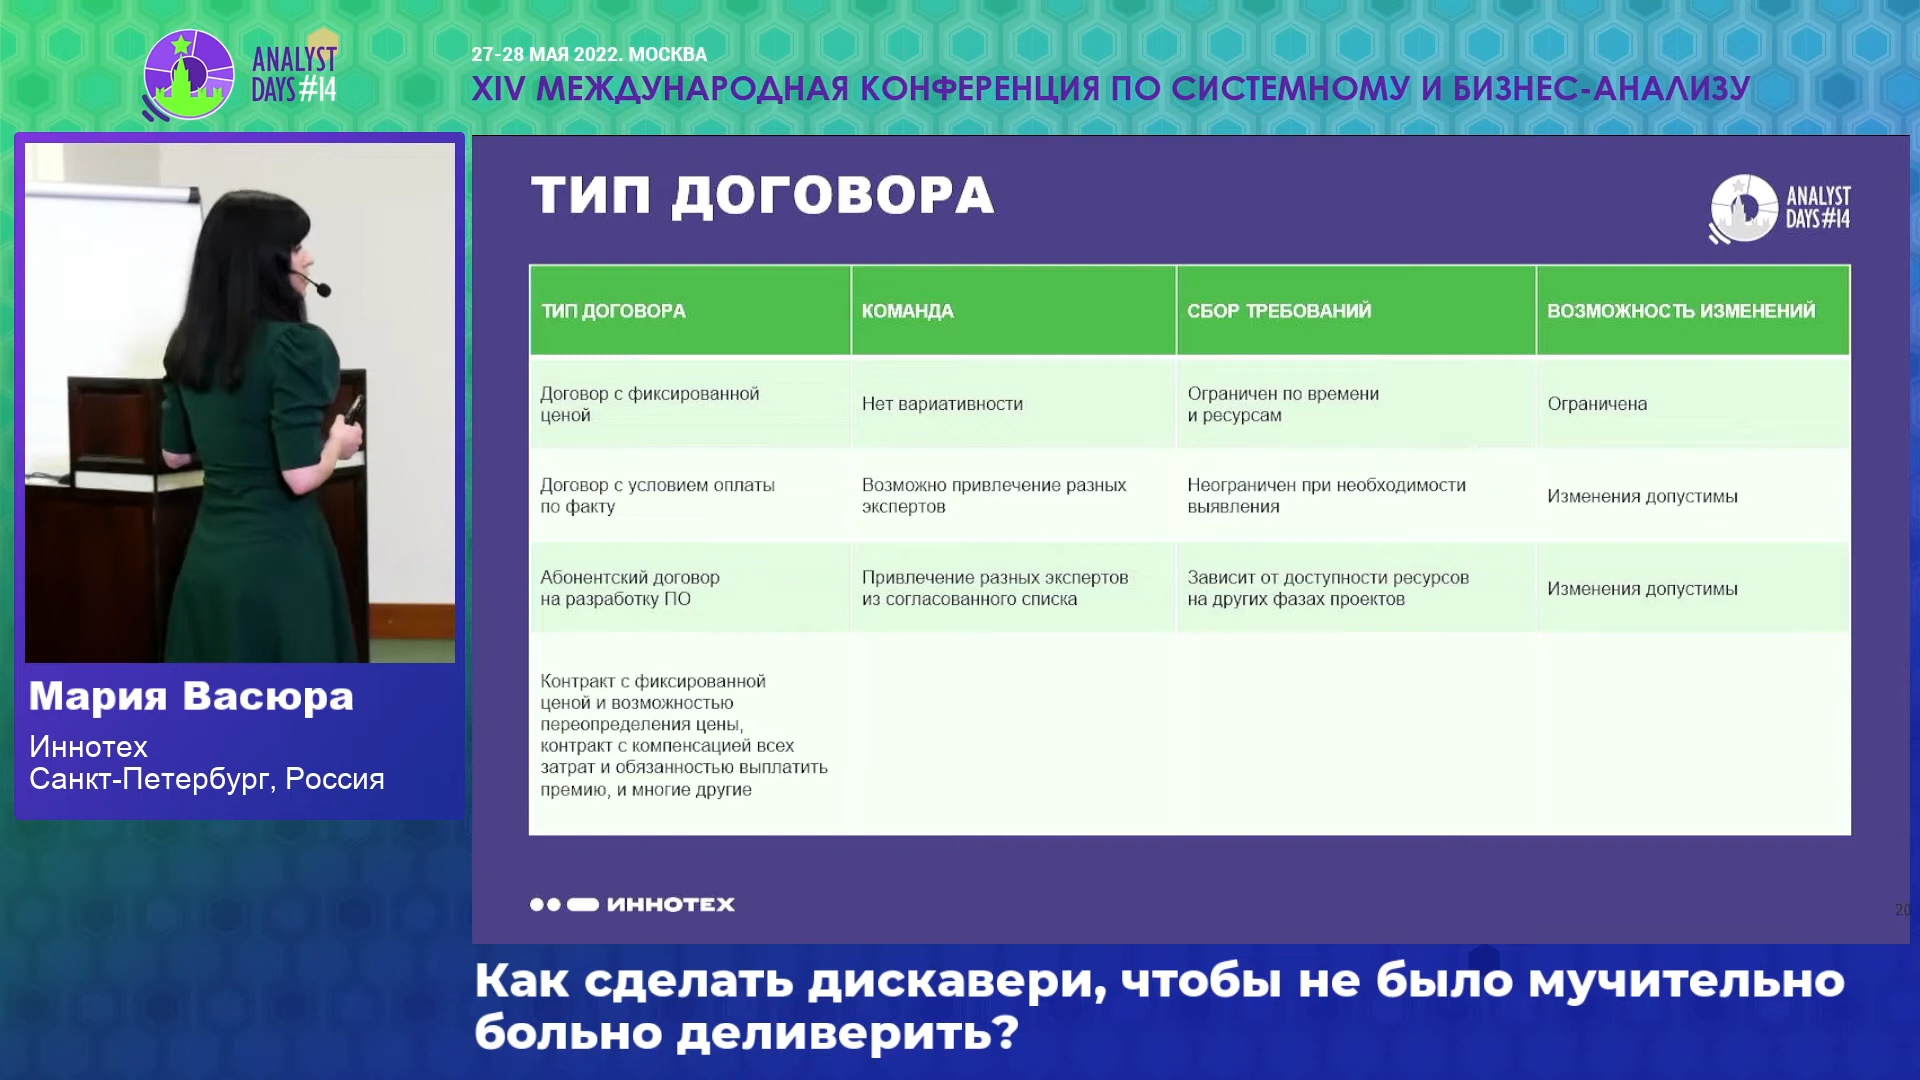 ANALYST
DAYS#14
27-28 МАЯ 2022. МОСКВА
XIV МЕЖДУНАРОДНАЯ КОНФЕРЕНЦИЯ ПО СИСТЕМНОМУ И БИЗНЕС-АНАЛИЗУ
Мария Васюра
Иннотех
Санкт-Петербург, Россия
ТИП ДОГОВОРА
ANALYST
DAYS#14
ТИП ДОГОВОРА
КОМАНДА
СБОР ТРЕБОВАНИЙ
ВОЗМОЖНОСТЬ ИЗМЕНЕНИЙ
Договор с фиксированной
ценой
Нет вариативности
Ограничен по времени
и ресурсам
Ограничена
Договор с условием оплаты
по факту
Возможно привлечение разных
экспертов
Неограничен при необходимости
выявления
Изменения допустимы
Абонентский договор
на разработку ПО
Привлечение разных экспертов
из согласованного списка
Зависит от доступности ресурсов
на других фазах проектов
Изменения допустимы
Контракт с фиксированной
ценой и возможностью
переопределения цены,
контракт с компенсацией всех
затрат и обязанностью выплатить
премию, и многие другие
ИННОТЕХ
20
Как сделать дискавери, чтобы не было мучительно
больно деливерить?